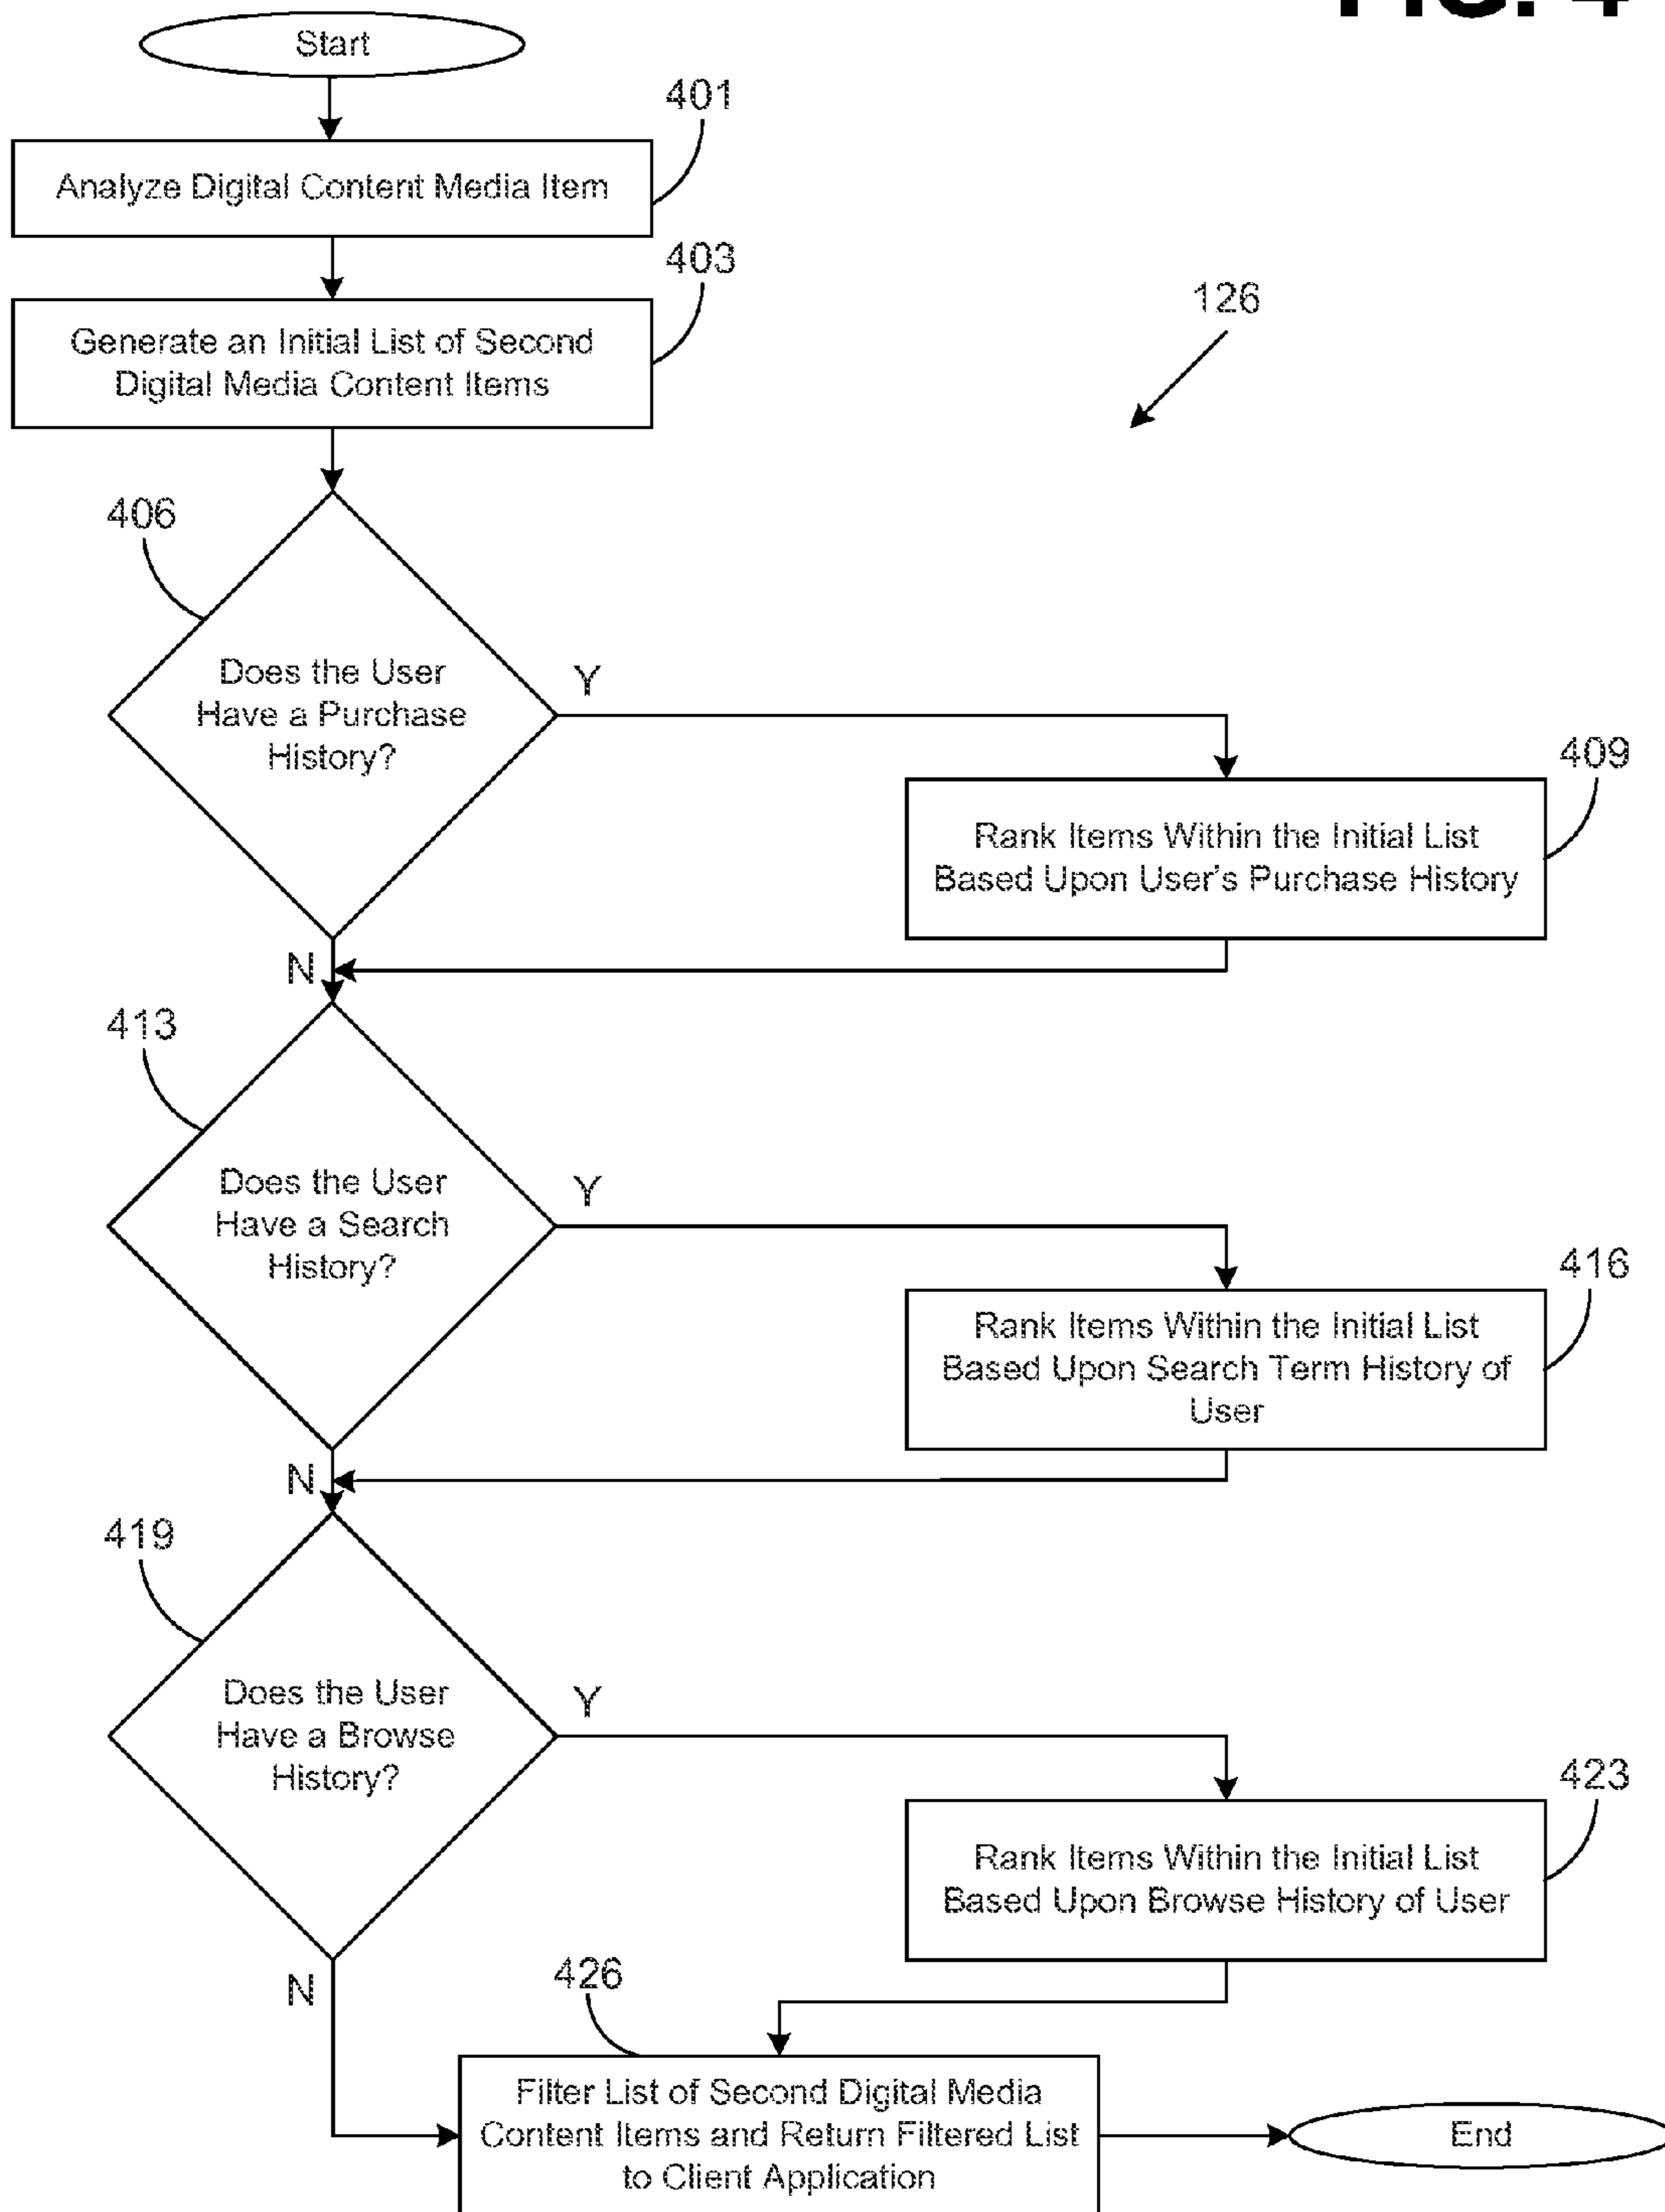 FIG. 4
Start
401
Analyze Digital Content Media Item
403
Generate an Initial List of Second
Digital Media Content Items
126
406
Does the User
Have a Purchase
History?
Y
409
Rank Items Within the Initial List
Based Upon User's Purchase History
N
413
Does the User
Have a Search
History?
Y
416
Rank Items Within the Initial List
Based Upon Search Term History of
User
N
419
Does the User
Have a Browse
History?
Y
423
Rank Items Within the Initial List
Based Upon Browse History of User
N
426
Filter List of Second Digital Media
Content Items and Return Filtered List
to Client Application
End